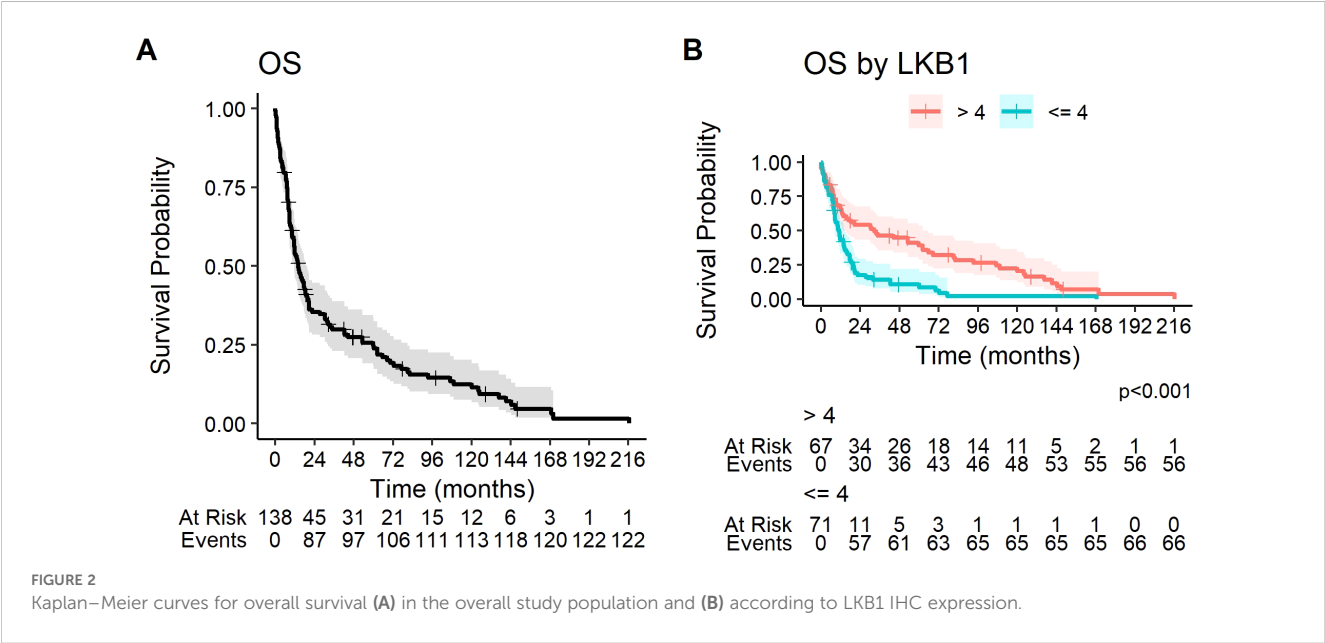 A
OS
1.00
0.75
0.50
0.25
0.00
Survival Probability
0 24 48 72 96 120 144 168 192 216
Time (months)
At Risk 138 45 31 21 15 12 6 3 1 1
Events 0 87 97 106 111 113 118 120 122 122
B
OS by LKB1
> 4 <= 4
1.00
0.75
0.50
0.25
0.00
Survival Probability
0 24 48 72 96 120 144 168 192 216
Time (months)
p<0.001
> 4
At Risk 67 34 26 18 14 11 5 2 1 1
Events 0 30 36 43 46 48 53 55 56 56
<= 4
At Risk 71 11 5 3 1 1 1 1 0 0
Events 0 57 61 63 65 65 65 65 66 66
FIGURE 2
Kaplan–Meier curves for overall survival (A) in the overall study population and (B) according to LKB1 IHC expression.